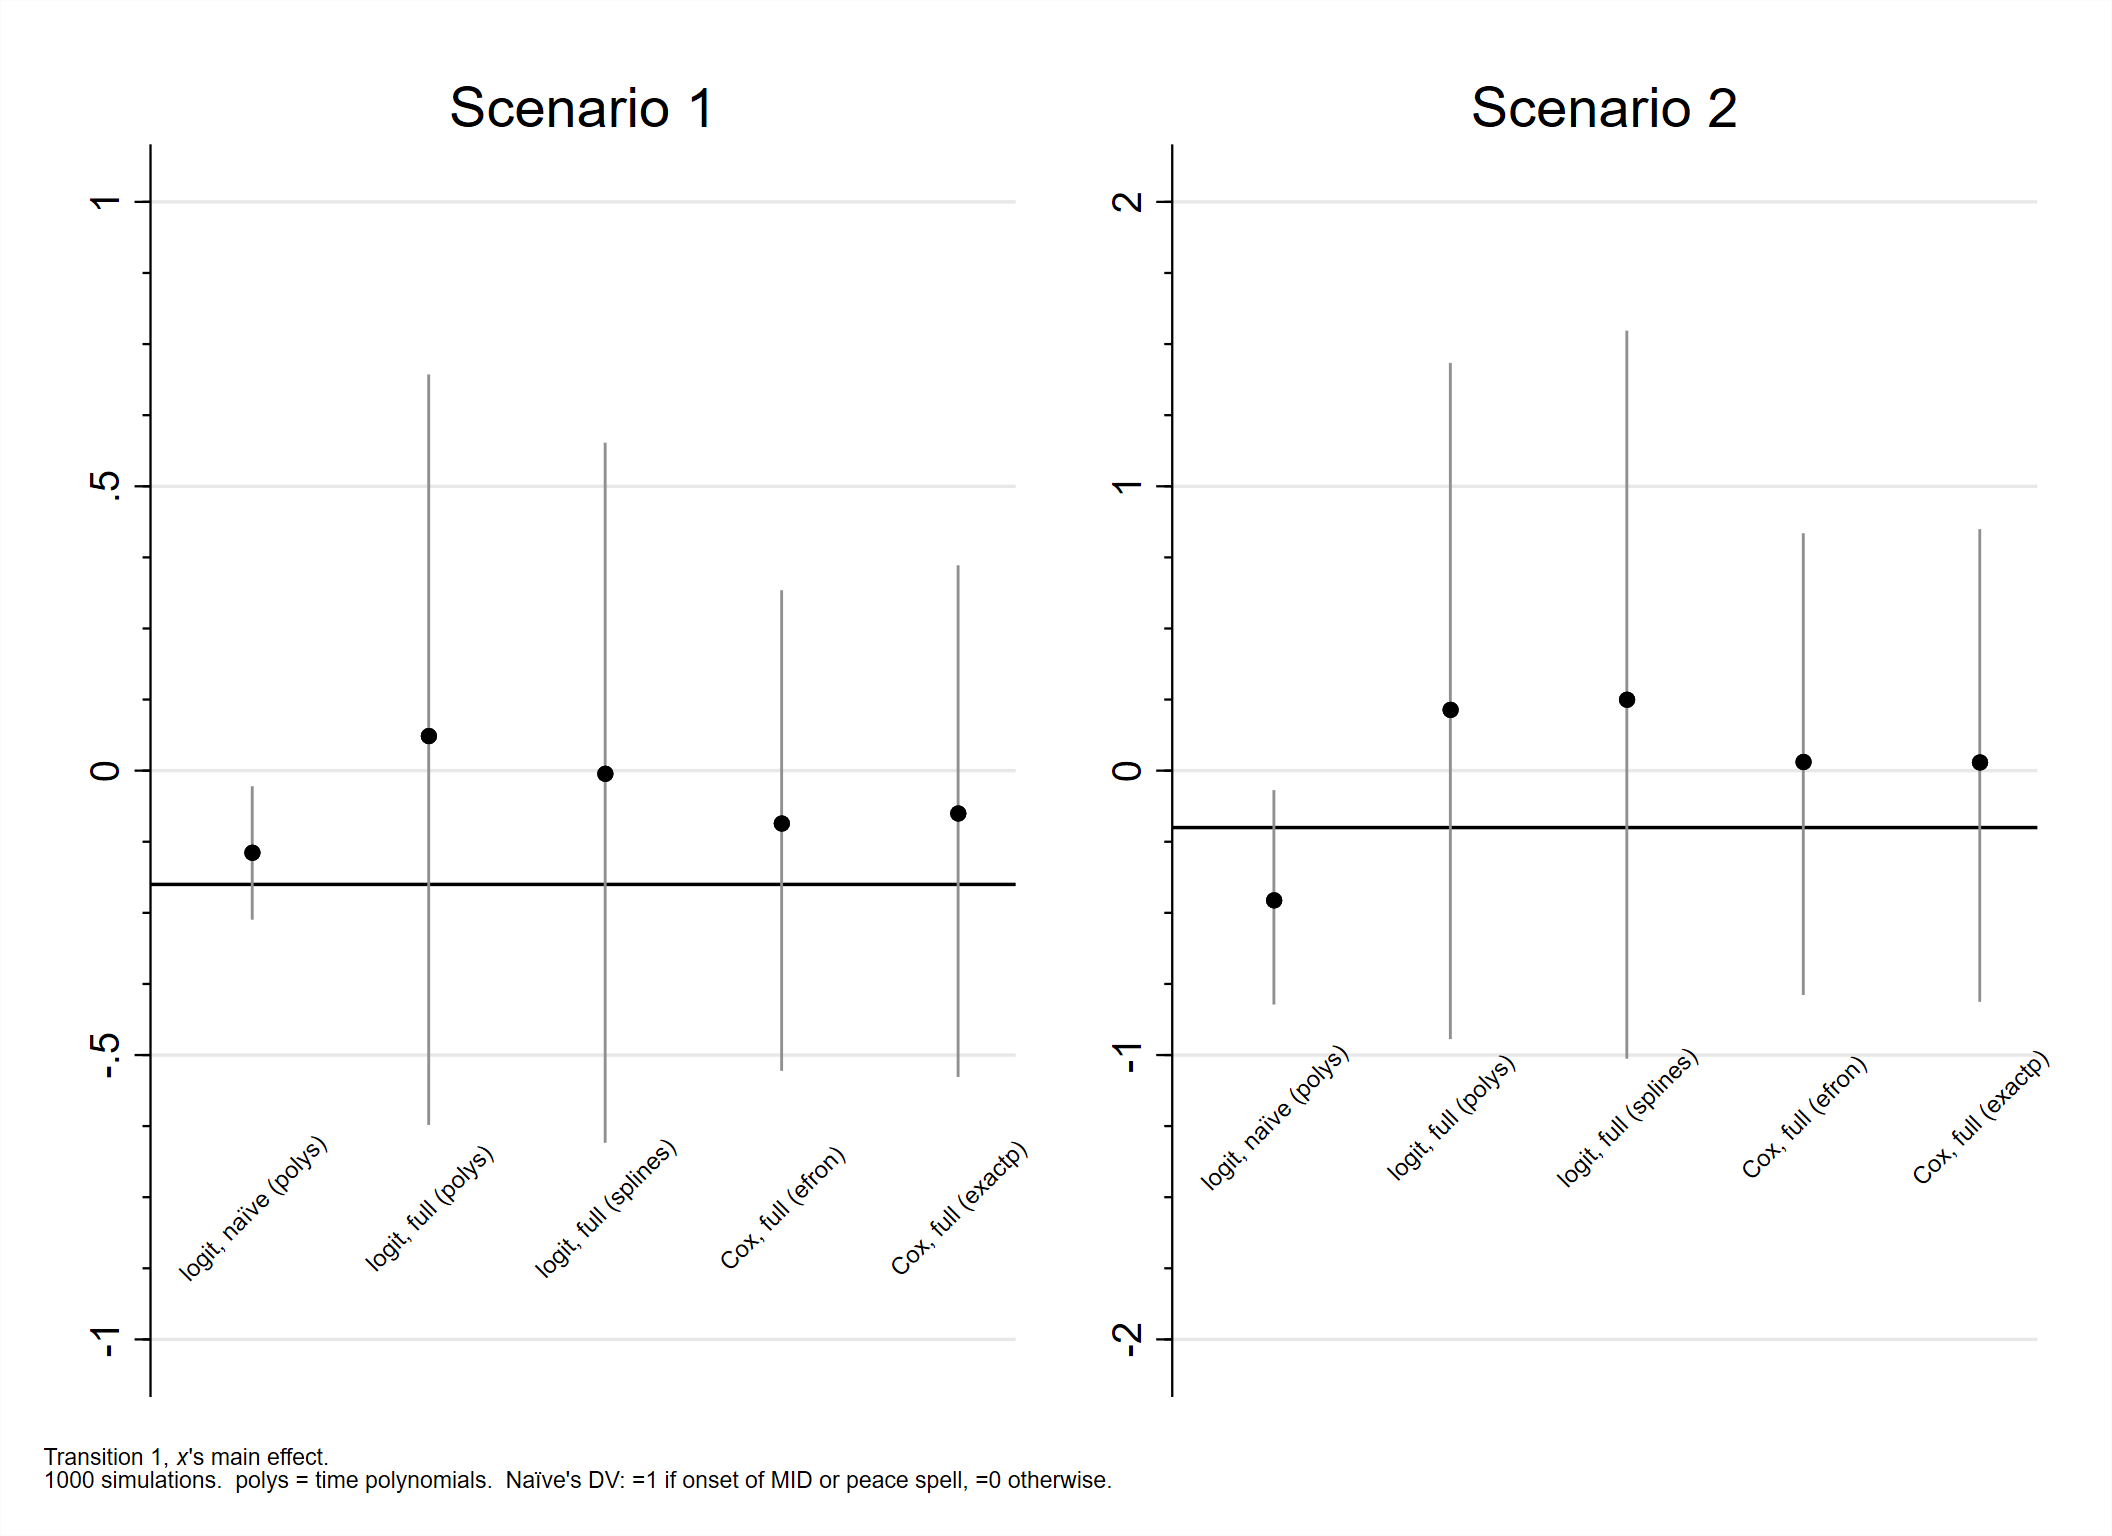 Scenario 1
1
.5
0
-.5
-1
logit, naïve (polys)
logit, full (polys)
logit, full (splines)
Cox, full (efron)
Cox, full (exactp)
Scenario 2
2
1
0
-1
-2
logit, naïve (polys)
logit, full (polys)
logit, full (splines)
Cox, full (efron)
Cox, full (exactp)
Transition 1, x's main effect.
1000 simulations.  polys = time polynomials.  Naïve's DV: =1 if onset of MID or peace spell, =0 otherwise.